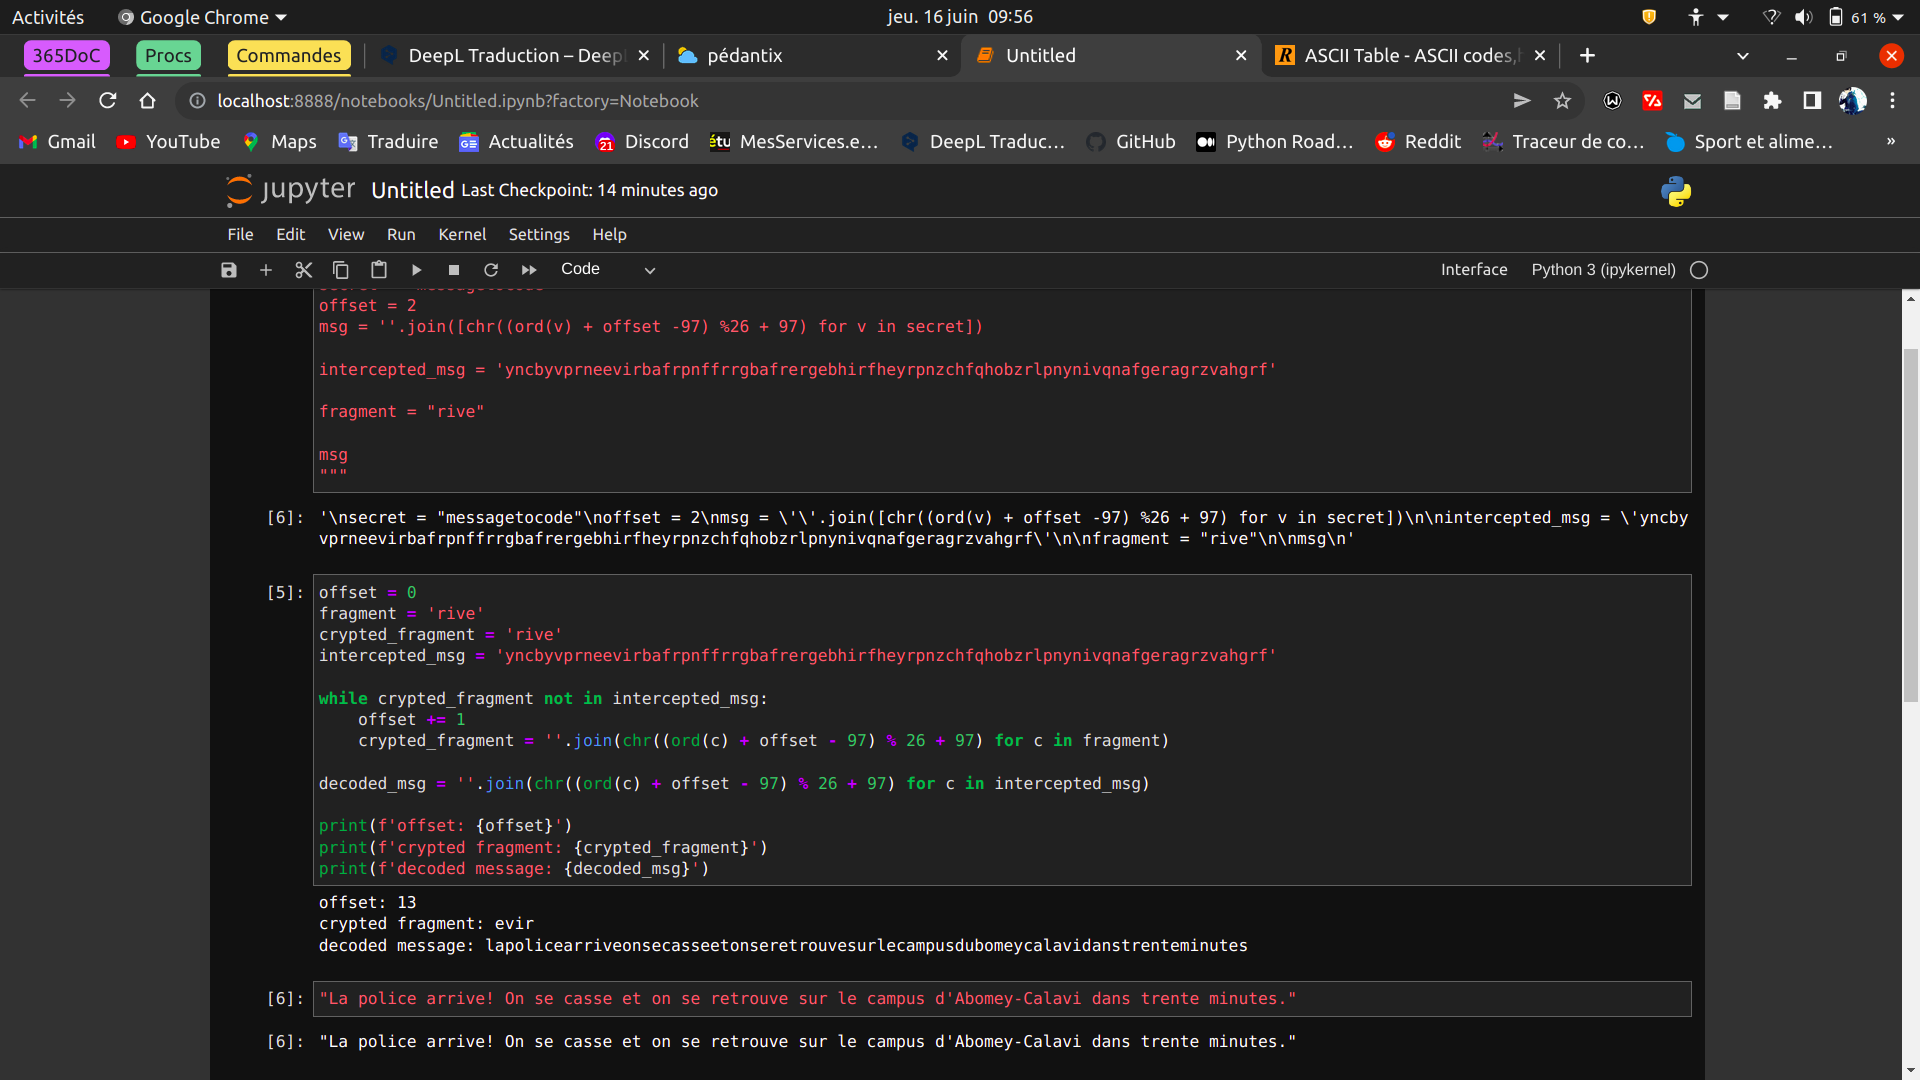 Activités
Google Chrome
jeu. 16 juin 09:56
61 %
365DoC
Procs
Commandes
DeepL Traduction – Deep
pédantix
Untitled
ASCII Table - ASCII codes,
localhost:8888/notebooks/Untitled.ipynb?factory=Notebook
Gmail
YouTube
Maps
Traduire
Actualités
21
Discord
étu
MesServices.e…
DeepL Traduc…
GitHub
Python Road…
Reddit
Traceur de co…
Sport et alime…
»
jupyter
Untitled Last Checkpoint: 14 minutes ago
File Edit View Run Kernel Settings Help
Code
Interface
Python 3 (ipykernel)
offset = 2
msg = ''.join([chr((ord(v) + offset -97) %26 + 97) for v in secret])
intercepted_msg = 'yncbyvprneevirbafrpnffrrgbafrergebhirfheyrpnzchfqhobzrlpnynivqnafgeragrzvahgrf'
fragment = "rive"
msg
"""
[6]: '\nsecret = "messagetocode"\noffset = 2\nmsg = \'\'.join([chr((ord(v) + offset -97) %26 + 97) for v in secret])\n\nintercepted_msg = \'yncby
vprneevirbafrpnffrrgbafrergebhirfheyrpnzchfqhobzrlpnynivqnafgeragrzvahgrf\'\n\nfragment = "rive"\n\nmsg\n'
[5]: offset = 0
fragment = 'rive'
crypted_fragment = 'rive'
intercepted_msg = 'yncbyvprneevirbafrpnffrrgbafrergebhirfheyrpnzchfqhobzrlpnynivqnafgeragrzvahgrf'
while crypted_fragment not in intercepted_msg:
    offset += 1
    crypted_fragment = ''.join(chr((ord(c) + offset - 97) % 26 + 97) for c in fragment)
decoded_msg = ''.join(chr((ord(c) + offset - 97) % 26 + 97) for c in intercepted_msg)
print(f'offset: {offset}')
print(f'crypted fragment: {crypted_fragment}')
print(f'decoded message: {decoded_msg}')
offset: 13
crypted fragment: evir
decoded message: lapolicearriveonsecasseetonseretrouvesurlecampusdubomeycalavidanstrenteminutes
[6]: "La police arrive! On se casse et on se retrouve sur le campus d'Abomey-Calavi dans trente minutes."
[6]: "La police arrive! On se casse et on se retrouve sur le campus d'Abomey-Calavi dans trente minutes."